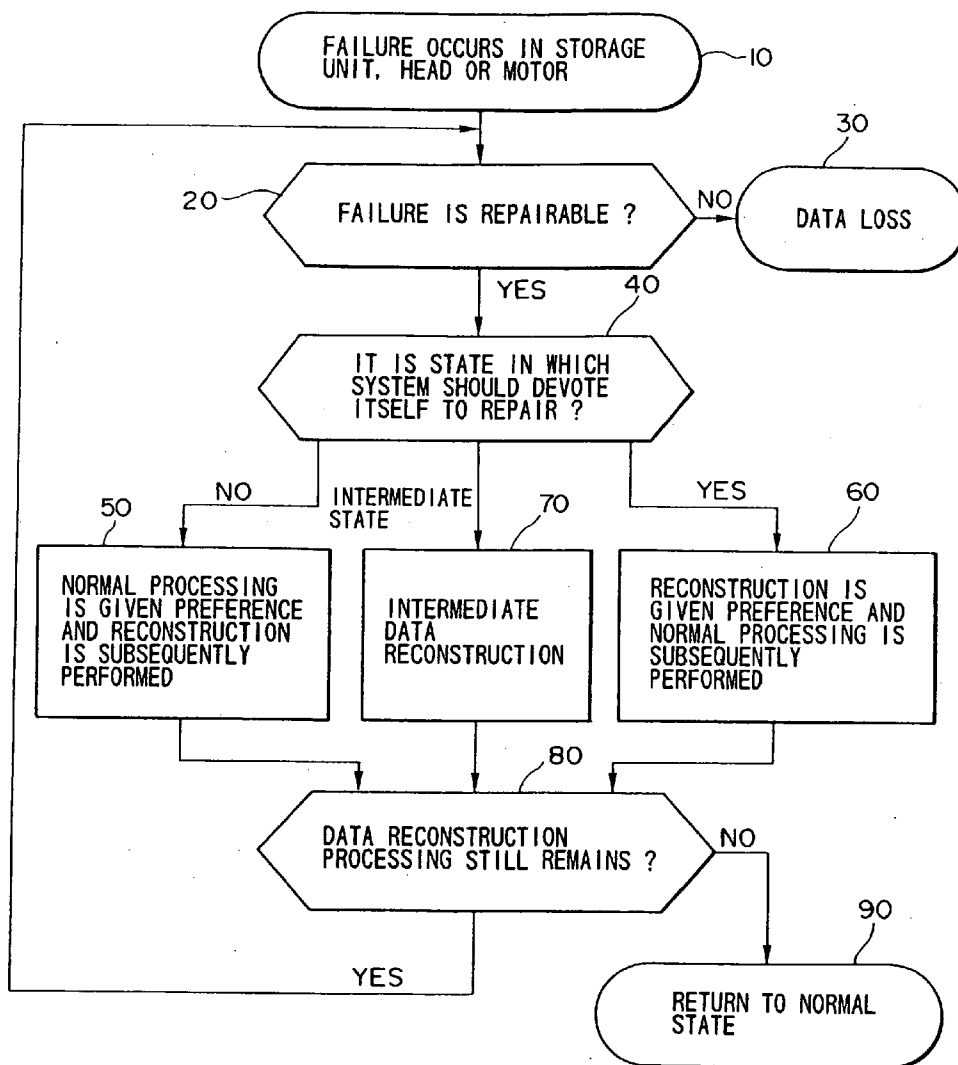 FAILURE OCCURS IN STORAGE
UNIT, HEAD OR MOTOR
10
30
20
FAILURE IS REPAIRABLE ?
NO
DATA LOSS
YES
40
IT IS STATE IN WHICH
SYSTEM SHOULD DEVOTE
ITSELF TO REPAIR ?
NO
INTERMEDIATE
STATE
YES
50
70
60
NORMAL PROCESSING
IS GIVEN PREFERENCE
AND RECONSTRUCTION
IS SUBSEQUENTLY
PERFORMED
INTERMEDIATE
DATA
RECONSTRUCTION
RECONSTRUCTION IS
GIVEN PREFERENCE AND
NORMAL PROCESSING IS
SUBSEQUENTLY
PERFORMED
80
DATA RECONSTRUCTION
PROCESSING STILL REMAINS ?
NO
YES
90
RETURN TO NORMAL
STATE